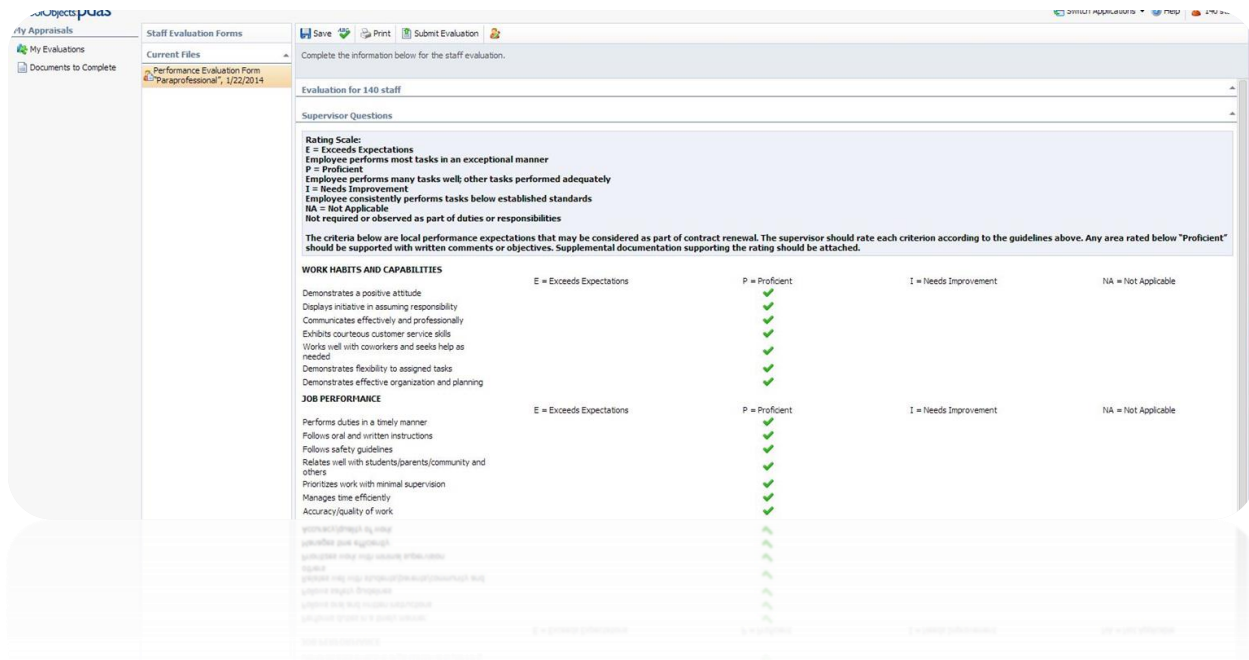 Switch Applications
Help
My Appraisals
My Evaluations
Documents to Complete
Staff Evaluation Forms
Current Files
Performance Evaluation Form
"Paraprofessional", 1/22/2014
Save
Print
Submit Evaluation
Complete the information below for the staff evaluation.
Evaluation for 140 staff
Supervisor Questions
Rating Scale:
E = Exceeds Expectations
Employee performs most tasks in an exceptional manner
P = Proficient
Employee performs many tasks well; other tasks performed adequately
I = Needs Improvement
Employee consistently performs tasks below established standards
NA = Not Applicable
Not required or observed as part of duties or responsibilities
The criteria below are local performance expectations that may be considered as part of contract renewal. The supervisor should rate each criterion according to the guidelines above. Any area rated below "Proficient"
should be supported with written comments or objectives. Supplemental documentation supporting the rating should be attached.
WORK HABITS AND CAPABILITIES
E = Exceeds Expectations P = Proficient I = Needs Improvement NA = Not Applicable
Demonstrates a positive attitude
Displays initiative in assuming responsibility
Communicates effectively and professionally
Exhibits courteous customer service skills
Works well with coworkers and seeks help as
needed
Demonstrates flexibility to assigned tasks
Demonstrates effective organization and planning
JOB PERFORMANCE
E = Exceeds Expectations P = Proficient I = Needs Improvement NA = Not Applicable
Performs duties in a timely manner
Follows oral and written instructions
Follows safety guidelines
Relates well with students/parents/community and
others
Prioritizes work with minimal supervision
Manages time efficiently
Accuracy/quality of work